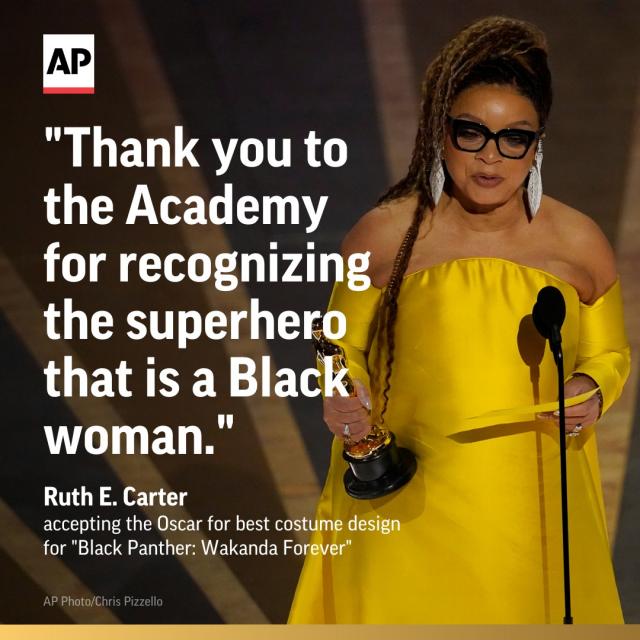 AP
"Thank you to
the Academy
for recognizing
the superhero
that is a Black
woman."
Ruth E. Carter
accepting the Oscar for best costume design
for "Black Panther: Wakanda Forever"
AP Photo/Chris Pizzello